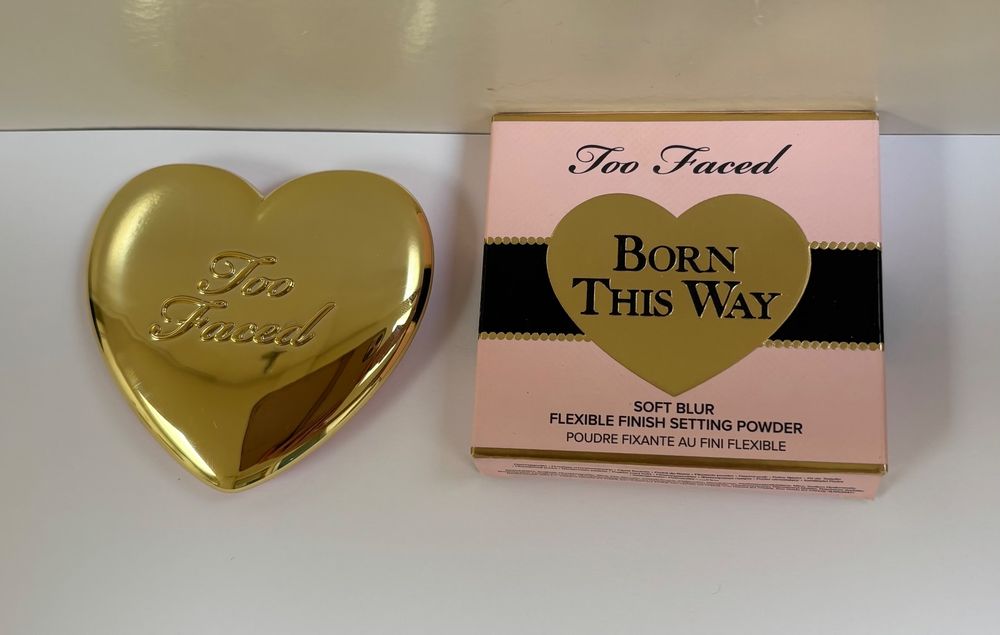 Too
Faced
Too Faced
BORN
THIS WAY
SOFT BLUR
FLEXIBLE FINISH SETTING POWDER
POUDRE FIXANTE AU FINI FLEXIBLE